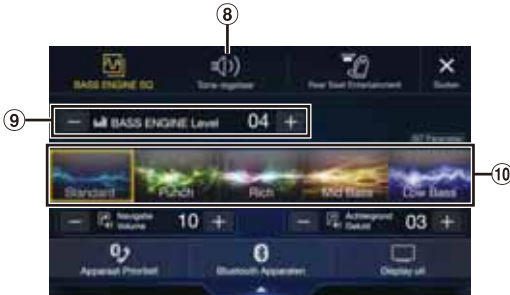 8
BASS ENGINE SQ
Tone-regelaar
Rear Seat Entertainment
Sluiten
9
BASS ENGINE Level 04
Standard Punch Rich Mid Bass Low Bass
10
Navigatie Volume 10
Achtergrond Geluid 03
Apparaat Prioriteit
Bluetooth Apparaten
Display uit